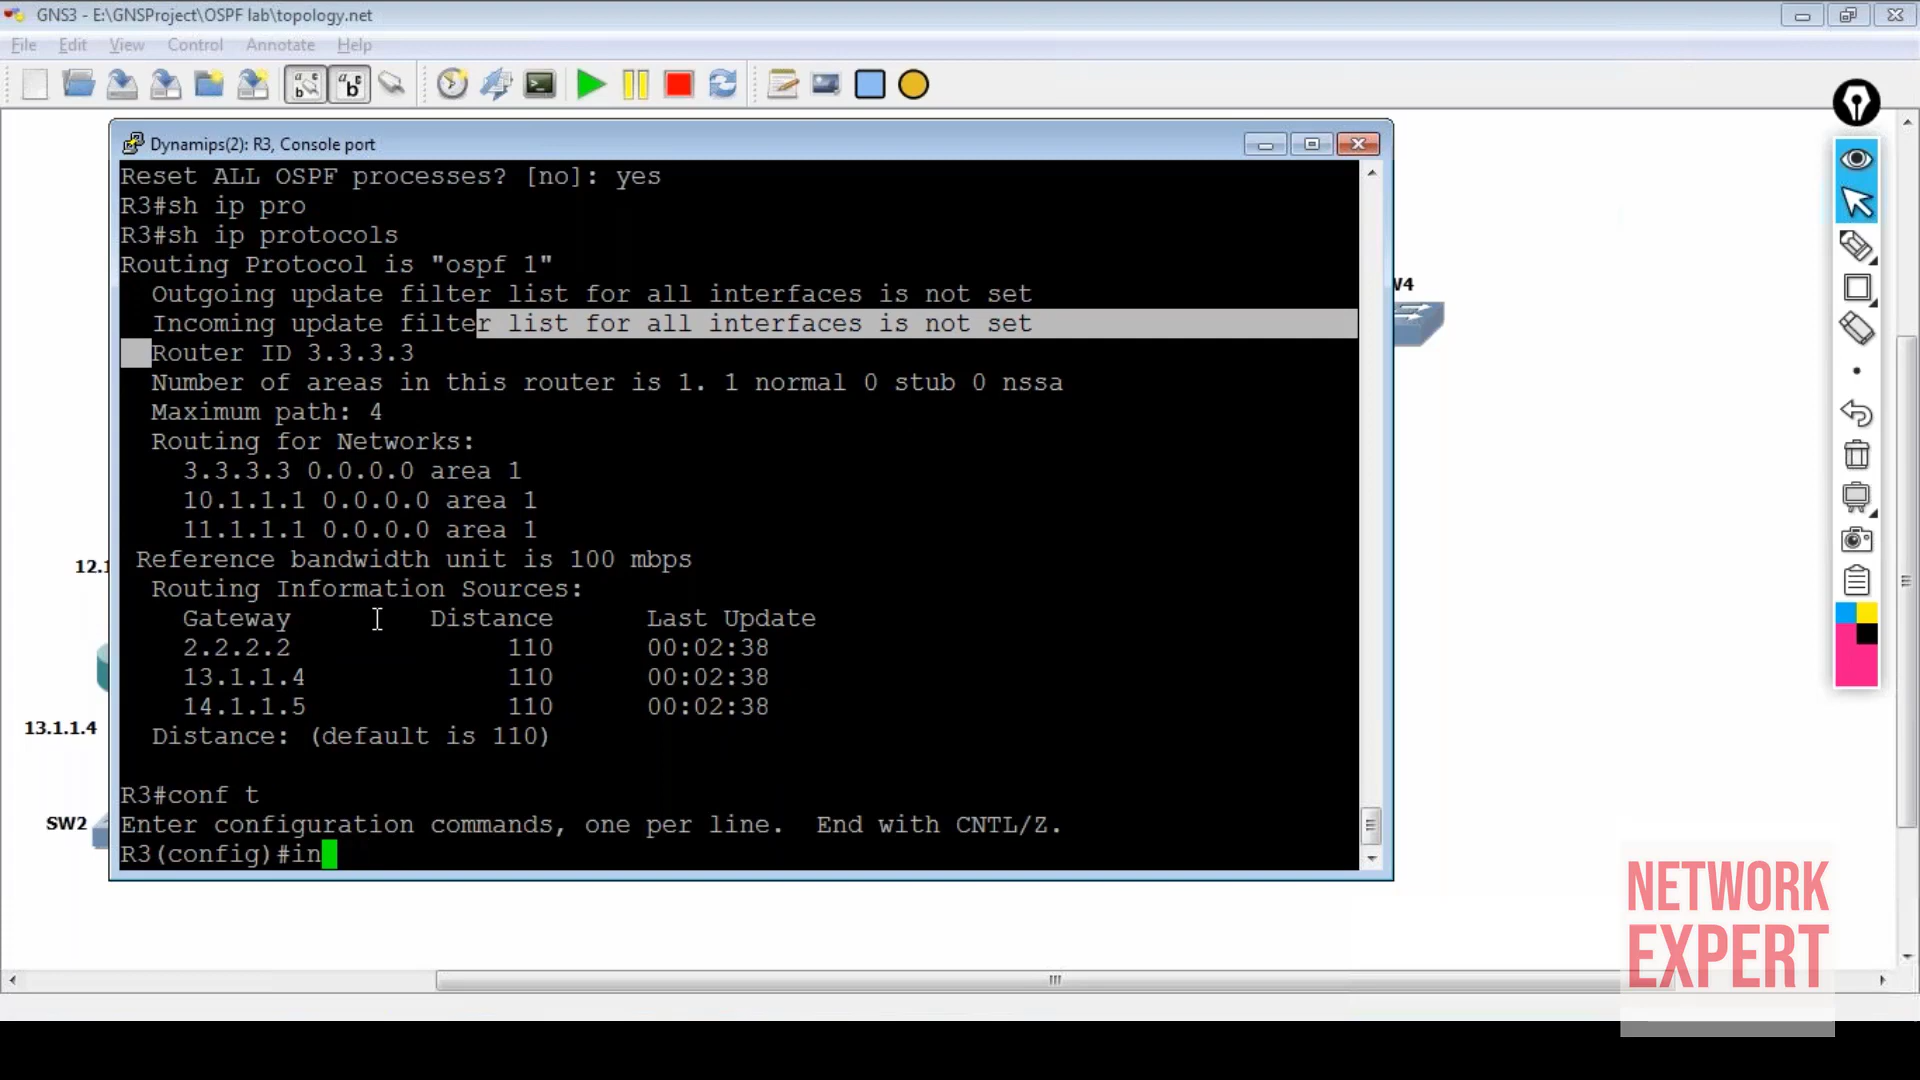 GNS3 - E:\GNSProject\OSPF lab\topology.net
File Edit View Control Annotate Help
Dynamips(2): R3, Console port
Reset ALL OSPF processes? [no]: yes
R3#sh ip pro
R3#sh ip protocols
Routing Protocol is "ospf 1"
Outgoing update filter list for all interfaces is not set
Incoming update filter list for all interfaces is not set
Router ID 3.3.3.3
Number of areas in this router is 1. 1 normal 0 stub 0 nssa
Maximum path: 4
Routing for Networks:
3.3.3.3 0.0.0.0 area 1
10.1.1.1 0.0.0.0 area 1
11.1.1.1 0.0.0.0 area 1
Reference bandwidth unit is 100 mbps
Routing Information Sources:
Gateway Distance Last Update
2.2.2.2 110 00:02:38
13.1.1.4 110 00:02:38
14.1.1.5 110 00:02:38
Distance: (default is 110)
R3#conf t
Enter configuration commands, one per line. End with CNTL/Z.
R3(config)#in
12.1
13.1.1.4
SW2
W4
NETWORK
EXPERT